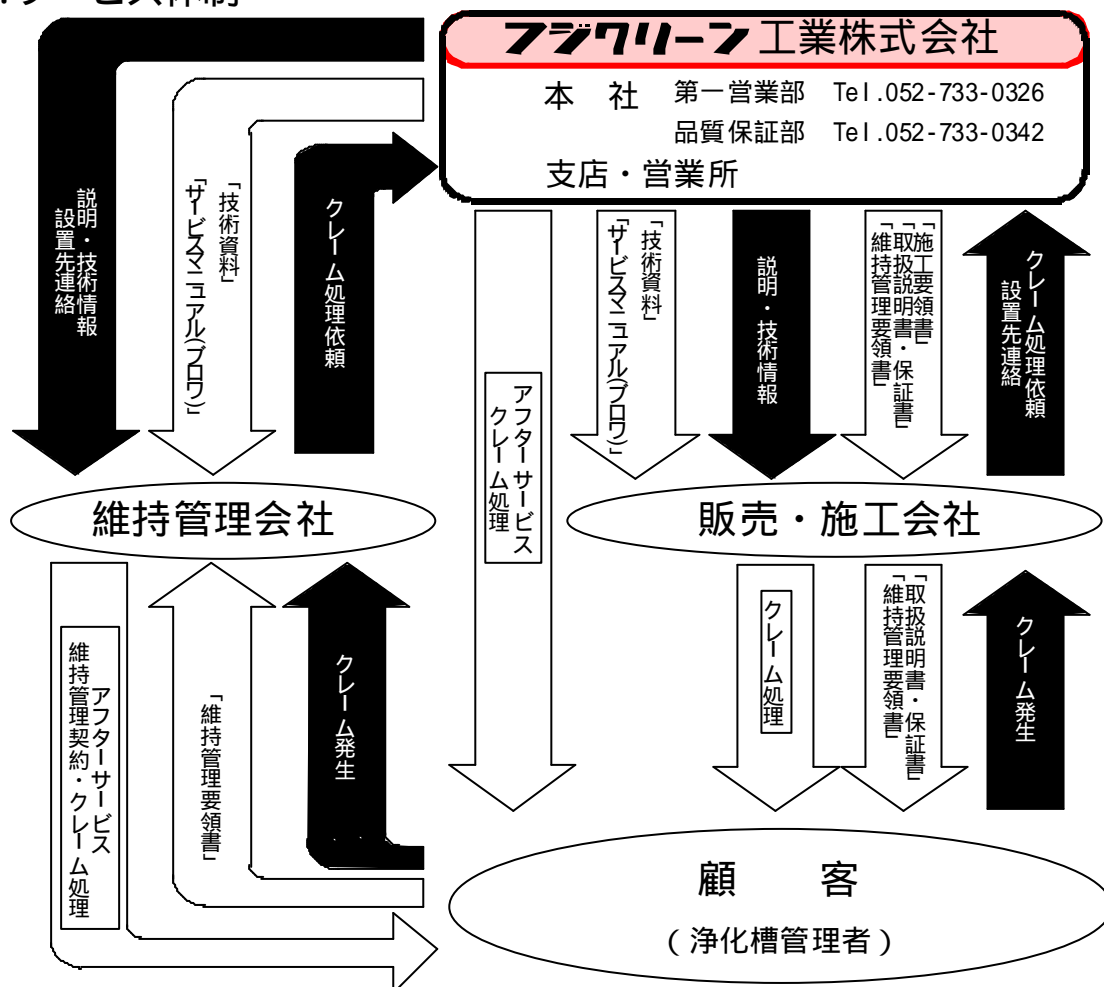 サービス体制
フジクリーン工業株式会社
本 社 第一営業部 Tel.052-733-0326
品質保証部 Tel.052-733-0342
支店・営業所
説明・技術情報
設置先連絡
「技術資料」
「サービスマニュアル(ブロワ)」
クレーム処理依頼
アフターサービス
クレーム処理
「技術資料」
「サービスマニュアル(ブロワ)」
説明・技術情報
「施工要領書」
「取扱説明書・保証書」
「維持管理要領書」
クレーム処理依頼
設置先連絡
維持管理会社
販売・施工会社
アフターサービス
維持管理契約・クレーム処理
「維持管理要領書」
クレーム発生
クレーム処理
「取扱説明書・保証書」
「維持管理要領書」
クレーム発生
顧 客
(浄化槽管理者)